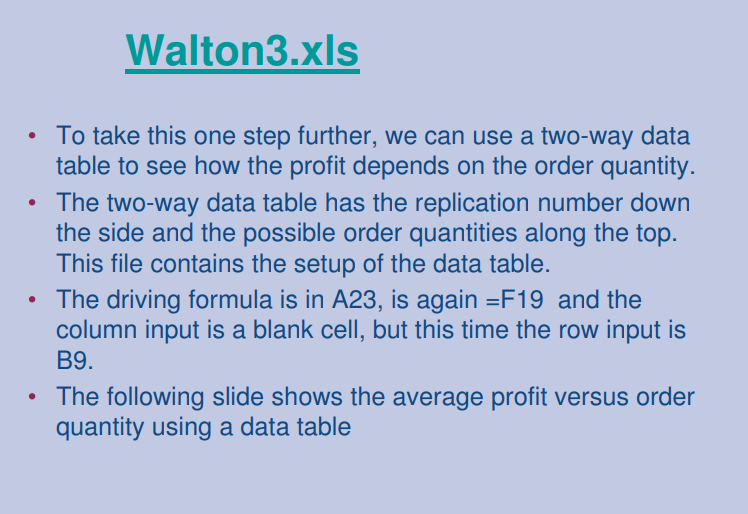 Walton3.xls
• To take this one step further, we can use a two-way data
table to see how the profit depends on the order quantity.
• The two-way data table has the replication number down
the side and the possible order quantities along the top.
This file contains the setup of the data table.
• The driving formula is in A23, is again =F19 and the
column input is a blank cell, but this time the row input is
B9.
• The following slide shows the average profit versus order
quantity using a data table